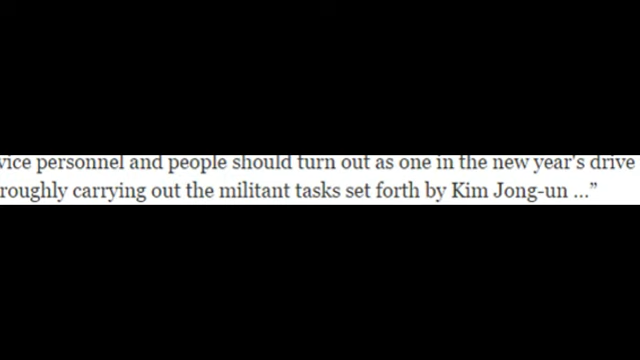 vice personnel and people should turn out as one in the new year's drive
roughly carrying out the militant tasks set forth by Kim Jong-un ...”